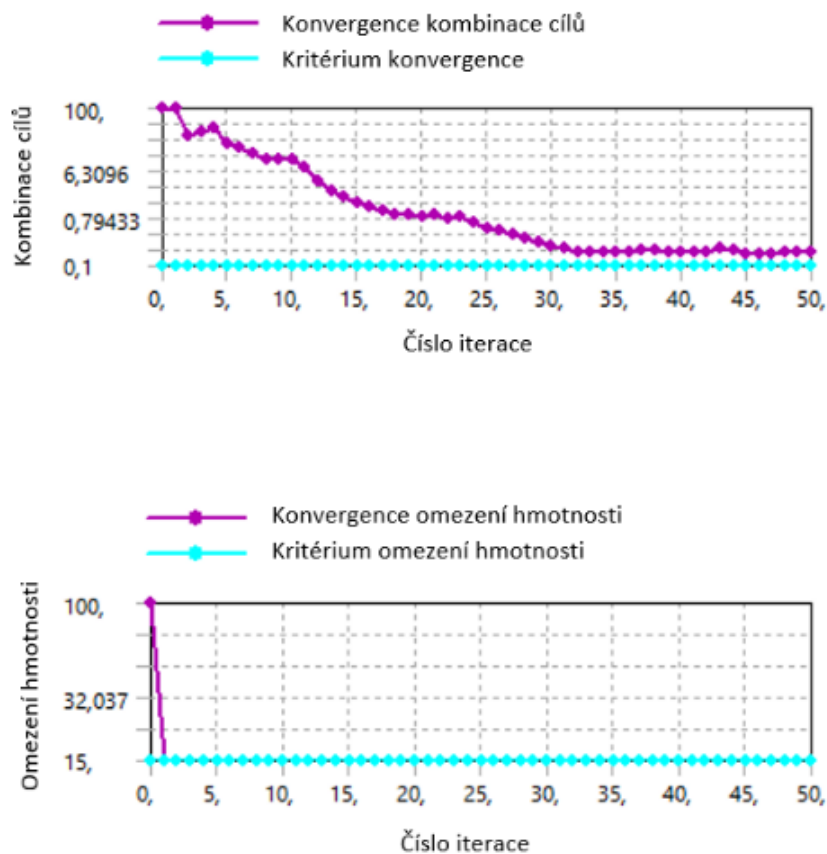 Konvergence kombinace cílů
Kritérium konvergence
Kombinace cílů
100,
6,3096
0,79433
0,1
0, 5, 10, 15, 20, 25, 30, 35, 40, 45, 50,
Číslo iterace
Konvergence omezení hmotnosti
Kritérium omezení hmotnosti
Omezení hmotnosti
100,
32,037
15,
0, 5, 10, 15, 20, 25, 30, 35, 40, 45, 50,
Číslo iterace